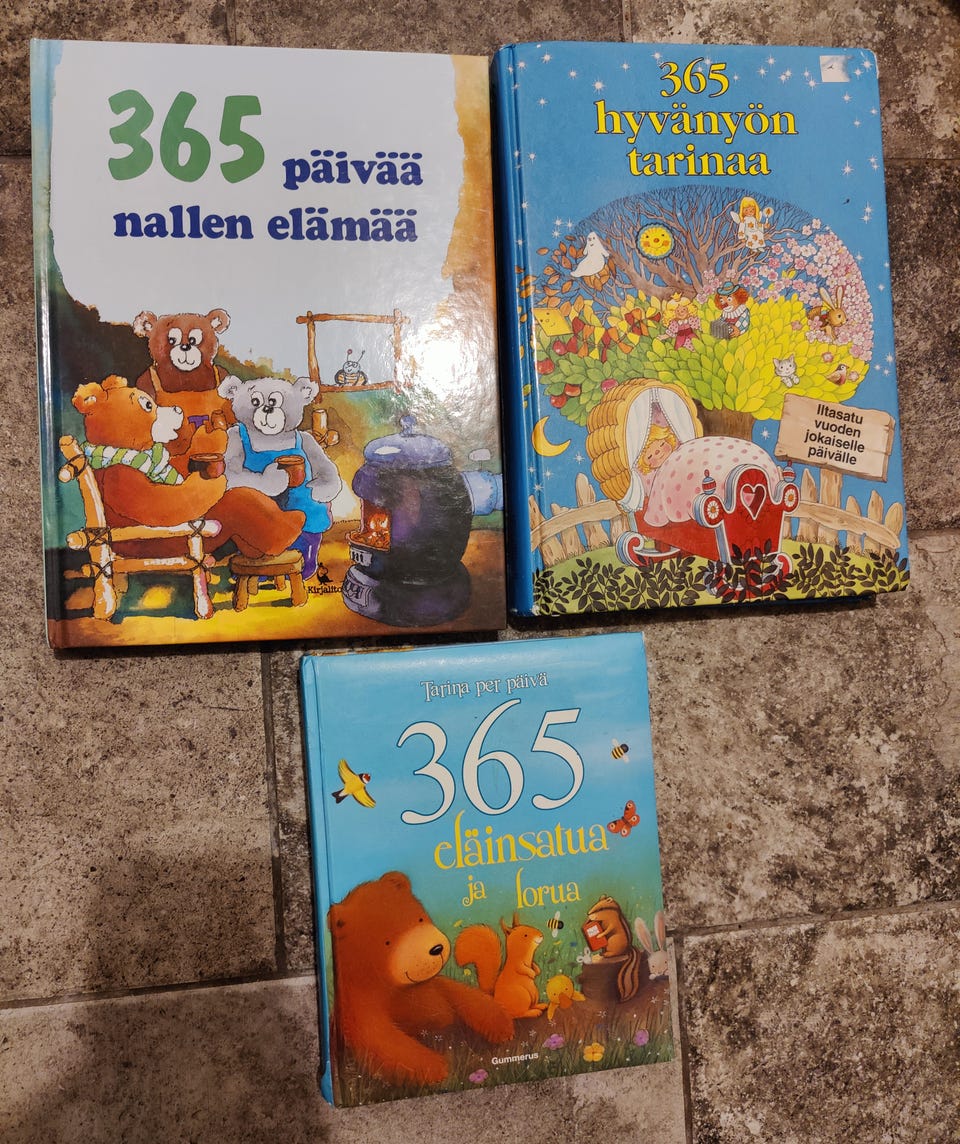 365 päivää
nallen elämää
Kirjalito
365
hyvänyön
tarinaa
Iltasatu
vuoden
jokaiselle
päivälle
Tarina per päivä
365
eläinsatua
ja lorua
Gummerus